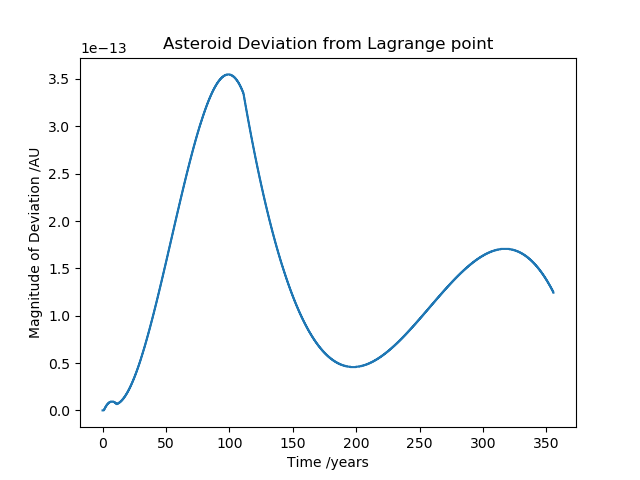 Asteroid Deviation from Lagrange point
1e−13
3.5
3.0
2.5
2.0
1.5
1.0
0.5
0.0
Magnitude of Deviation /AU
0 50 100 150 200 250 300 350
Time /years